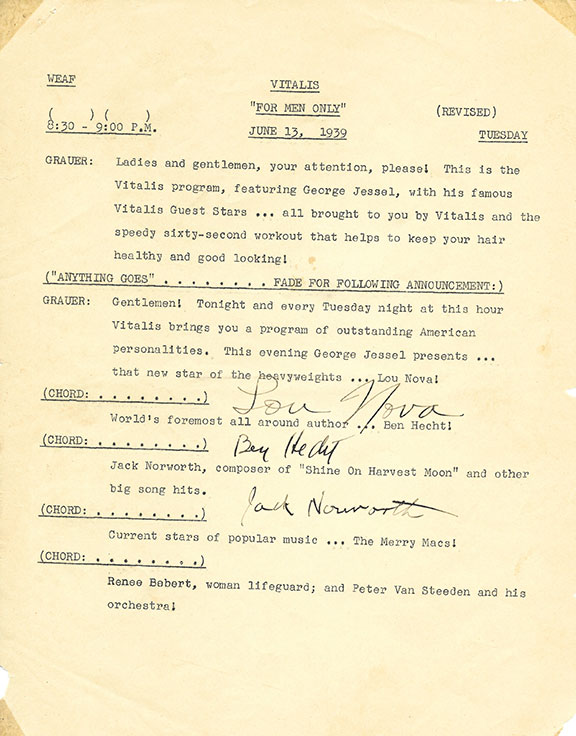 WEAF
VITALIS
"FOR MEN ONLY"
(REVISED)
(      ) (      )
8:30 - 9:00 P.M.
JUNE 13, 1939
TUESDAY
GRAUER: Ladies and gentlemen, your attention, please! This is the
Vitalis program, featuring George Jessel, with his famous
Vitalis Guest Stars ... all brought to you by Vitalis and the
speedy sixty-second workout that helps to keep your hair
healthy and good looking!
("ANYTHING GOES" . . . . . . . . FADE FOR FOLLOWING ANNOUNCEMENT:)
GRAUER: Gentlemen! Tonight and every Tuesday night at this hour
Vitalis brings you a program of outstanding American
personalities. This evening George Jessel presents ...
that new star of the heavyweights ... Lou Nova!
Lou Nova
(CHORD: . . . . . . . . .)
World's foremost all around author ... Ben Hecht!
(CHORD: . . . . . . . . .)
Ben Hecht
Jack Norworth, composer of "Shine On Harvest Moon" and other
big song hits.
Jack Norworth
(CHORD: . . . . . . . . .)
Current stars of popular music ... The Merry Macs!
(CHORD: . . . . . . . . .)
Renee Bebert, woman lifeguard; and Peter Van Steeden and his
orchestra!